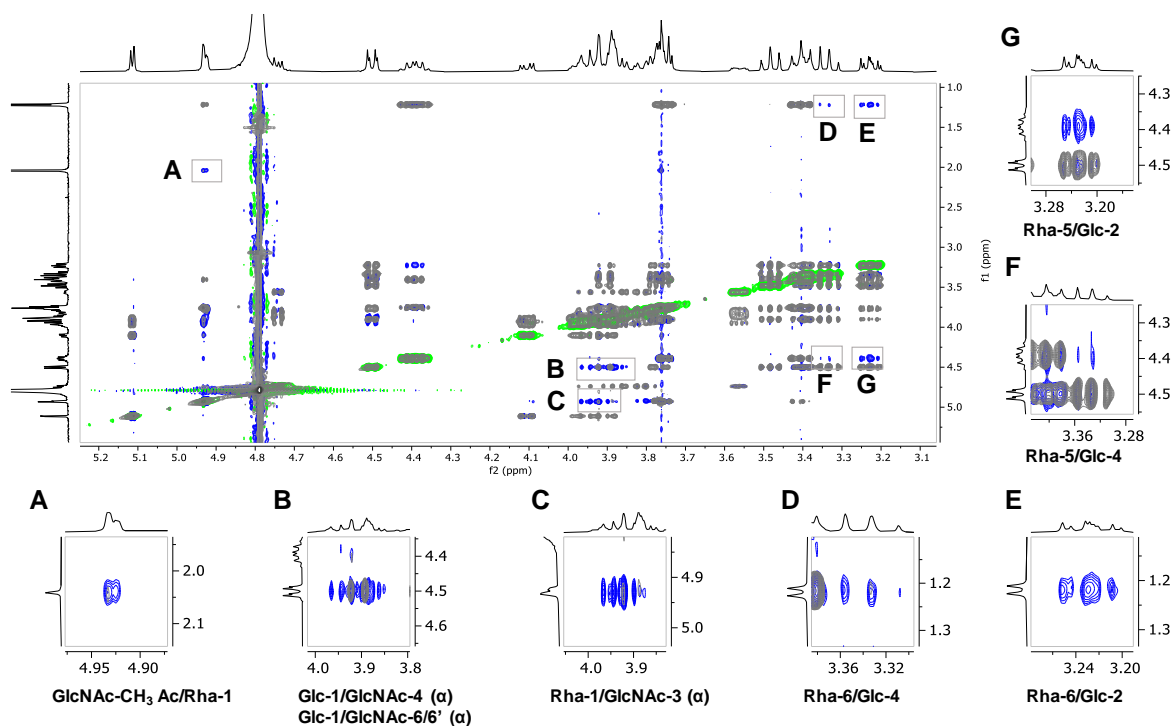 G
4.3
4.4
4.5
3.28 3.20
Rha-5/Glc-2
F
4.3
4.4
4.5
3.36 3.28
Rha-5/Glc-4
1.0
1.5
2.0
2.5
3.0
3.5
4.0
4.5
5.0
f1 (ppm)
A
D E
B
C
F G
5.2 5.1 5.0 4.9 4.8 4.7 4.6 4.5 4.4 4.3 4.2 4.1 4.0 3.9 3.8 3.7 3.6 3.5 3.4 3.3 3.2 3.1
f2 (ppm)
A
2.0
2.1
4.95 4.90
GlcNAc-CH₃ Ac/Rha-1
B
4.4
4.5
4.6
4.0 3.9 3.8
Glc-1/GlcNAc-4 (α)
Glc-1/GlcNAc-6/6' (α)
C
4.9
5.0
4.0 3.9
Rha-1/GlcNAc-3 (α)
D
1.2
1.3
3.36 3.32
Rha-6/Glc-4
E
1.2
1.3
3.24 3.20
Rha-6/Glc-2